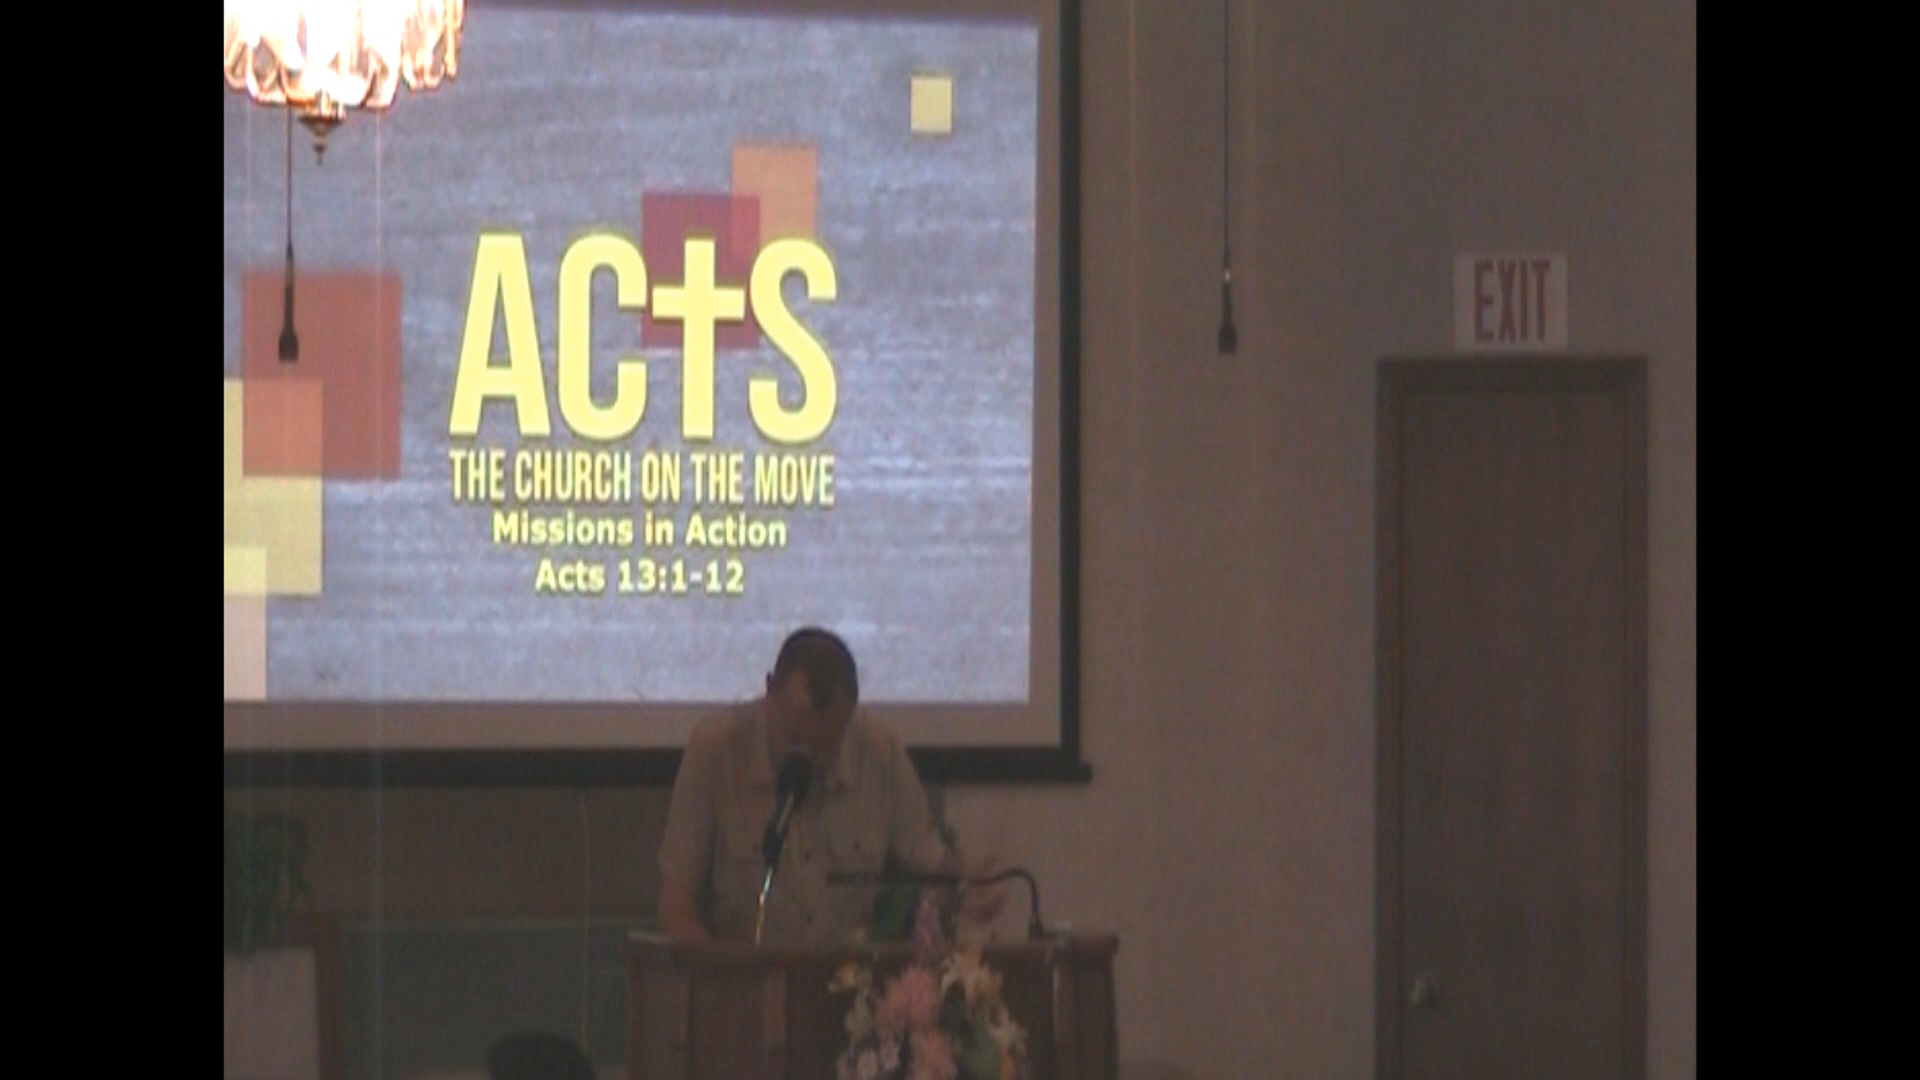 ACTS
THE CHURCH ON THE MOVE
Missions in Action
Acts 13:1-12
EXIT